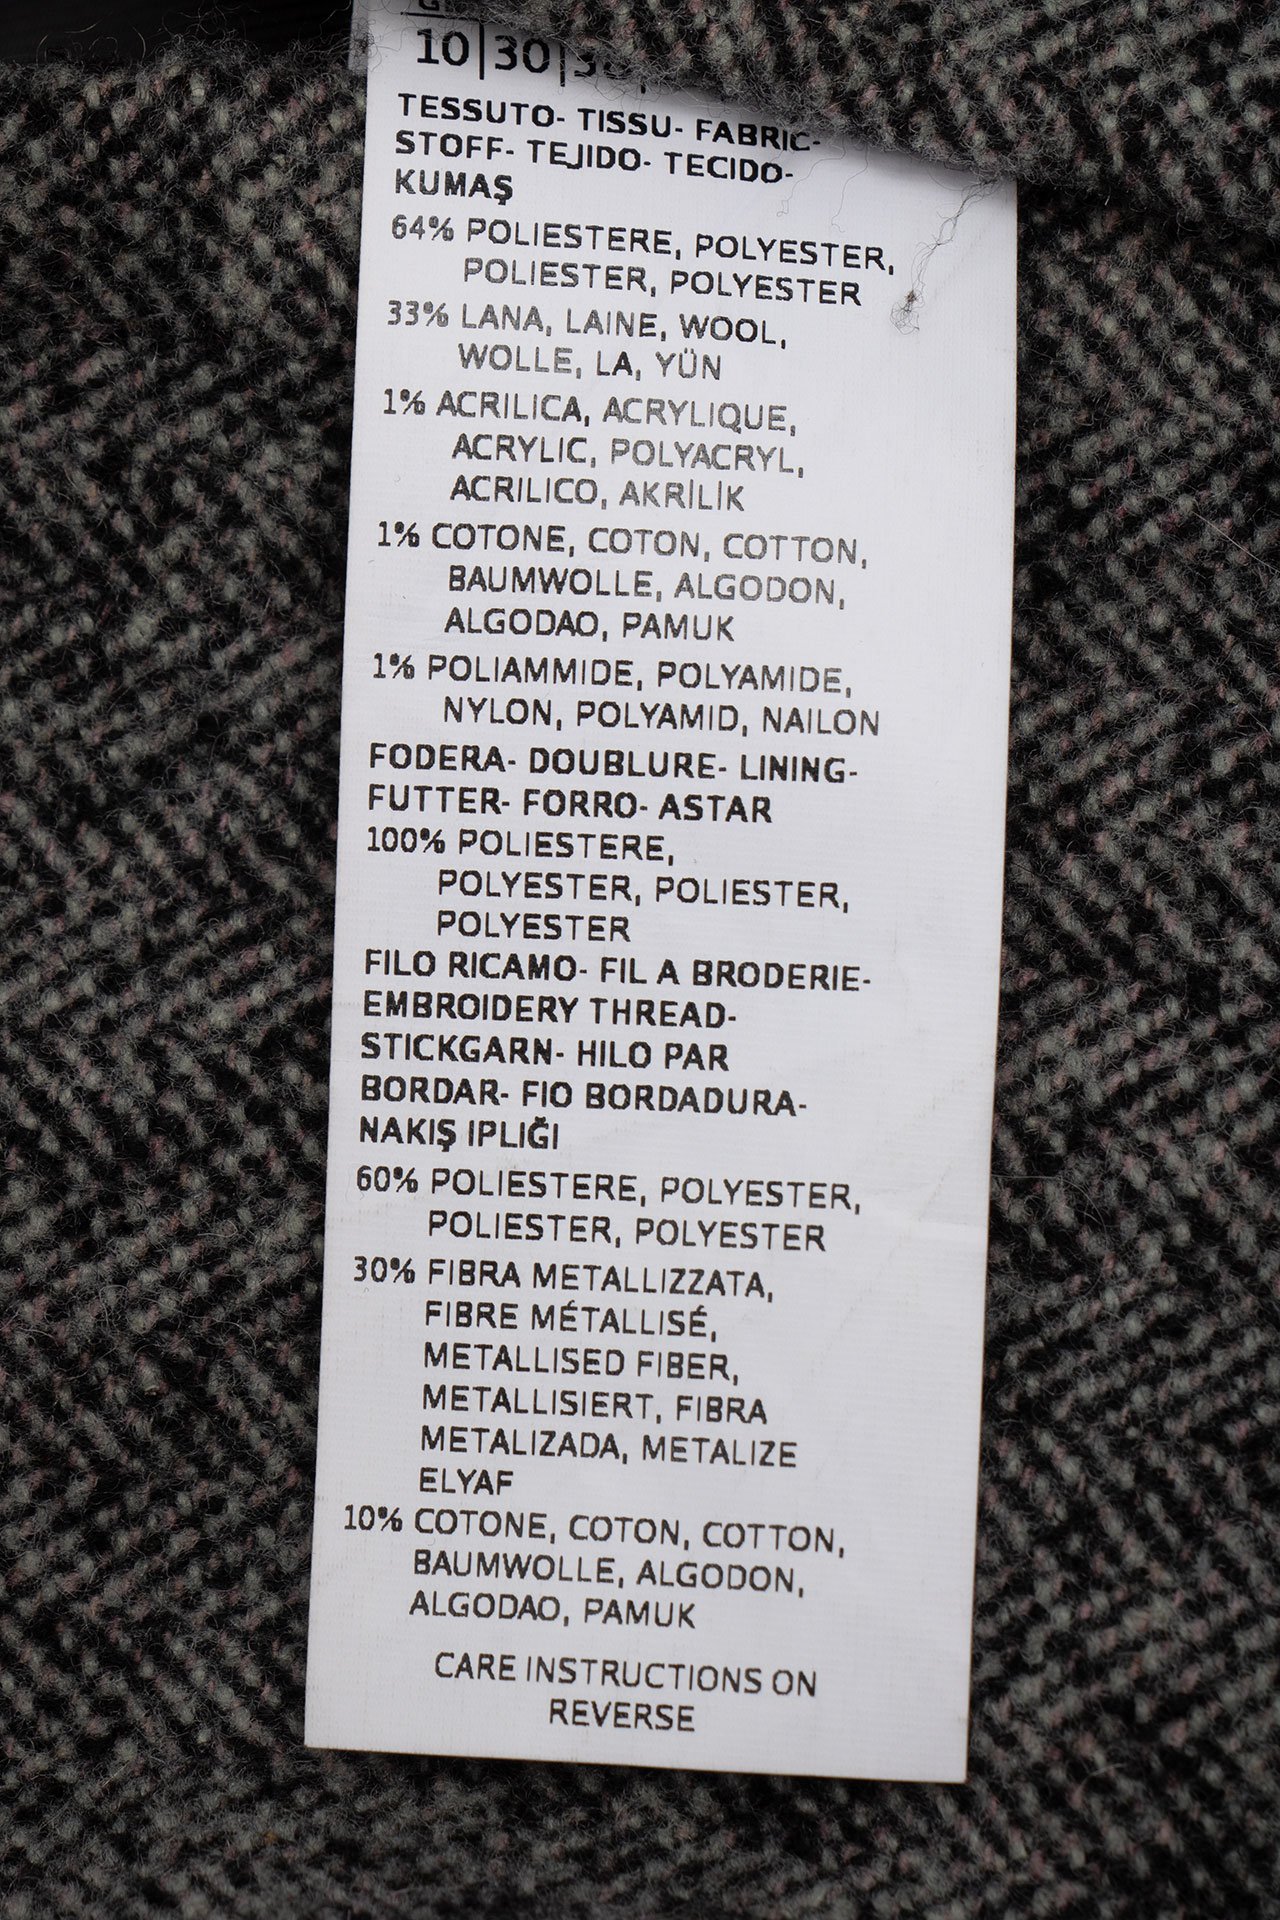 10|30|
TESSUTO- TISSU- FABRIC-
STOFF- TEJIDO- TECIDO-
KUMAŞ
64% POLIESTERE, POLYESTER,
POLIESTER, POLYESTER
33% LANA, LAINE, WOOL,
WOLLE, LA, YÜN
1% ACRILICA, ACRYLIQUE,
ACRYLIC, POLYACRYL,
ACRILICO, AKRİLİK
1% COTONE, COTON, COTTON,
BAUMWOLLE, ALGODON,
ALGODAO, PAMUK
1% POLIAMMIDE, POLYAMIDE,
NYLON, POLYAMID, NAILON
FODERA- DOUBLURE- LINING-
FUTTER- FORRO- ASTAR
100% POLIESTERE,
POLYESTER, POLIESTER,
POLYESTER
FILO RICAMO- FIL A BRODERIE-
EMBROIDERY THREAD-
STICKGARN- HILO PAR
BORDAR- FIO BORDADURA-
NAKIŞ IPLIĞI
60% POLIESTERE, POLYESTER,
POLIESTER, POLYESTER
30% FIBRA METALLIZZATA,
FIBRE MÉTALLISÉ,
METALLISED FIBER,
METALLISIERT, FIBRA
METALIZADA, METALIZE
ELYAF
10% COTONE, COTON, COTTON,
BAUMWOLLE, ALGODON,
ALGODAO, PAMUK
CARE INSTRUCTIONS ON
REVERSE